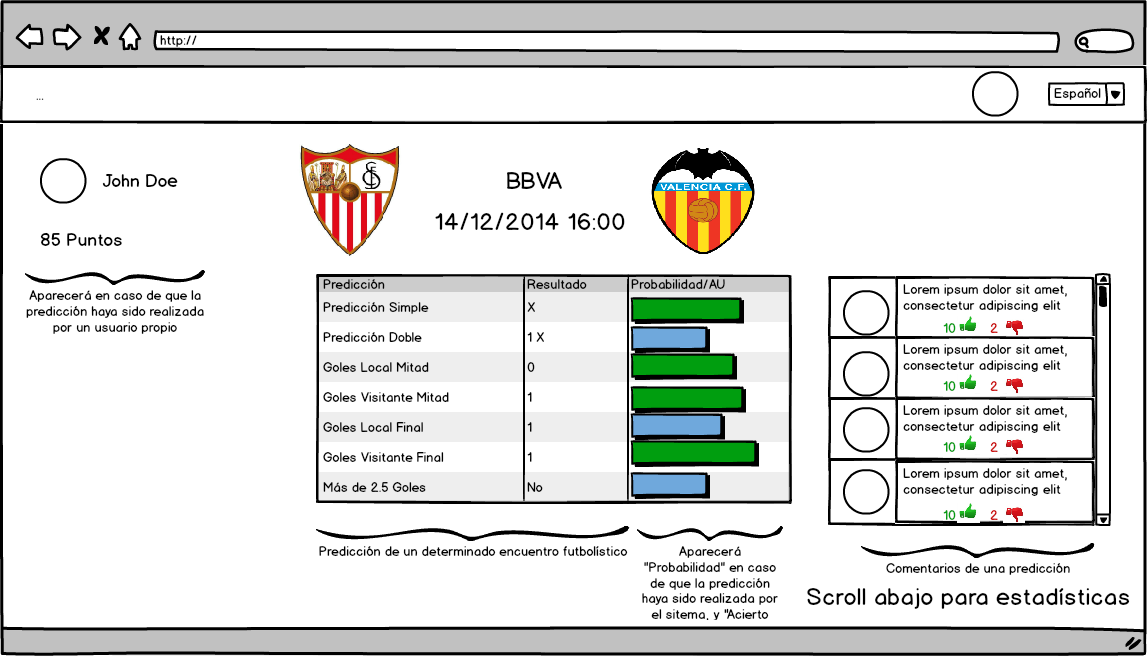 http://
...
Español
John Doe
85 Puntos
Aparecerá en caso de que la
predicción haya sido realizada
por un usuario propio
BBVA
14/12/2014 16:00
VALENCIA C.F.
Predicción Resultado Probabilidad/AU
Predicción Simple X
Predicción Doble 1 X
Goles Local Mitad 0
Goles Visitante Mitad 1
Goles Local Final 1
Goles Visitante Final 1
Más de 2.5 Goles No
Predicción de un determinado encuentro futbolístico
Aparecerá
"Probabilidad" en caso
de que la predicción
haya sido realizada por
el sitema, y "Acierto
Lorem ipsum dolor sit amet,
consectetur adipiscing elit
10 2
Lorem ipsum dolor sit amet,
consectetur adipiscing elit
10 2
Lorem ipsum dolor sit amet,
consectetur adipiscing elit
10 2
Lorem ipsum dolor sit amet,
consectetur adipiscing elit
10 2
Comentarios de una predicción
Scroll abajo para estadísticas